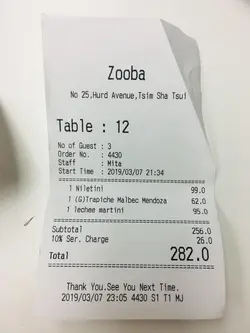 Zooba
No 25,Hurd Avenue,Tsim Sha Tsui
Table : 12
No of Guest : 3
Order No. : 4430
Staff : Mita
Start Time : 2019/03/07 21:34
1 Niletini 99.0
1 (G)Trapiche Malbec Mendoza 62.0
1 lechee martini 95.0
Subtotal 256.0
10% Ser. Charge 26.0
Total 282.0
Thank You.See You Next Time.
2019/03/07 23:05 4430 S1 T1 MJ